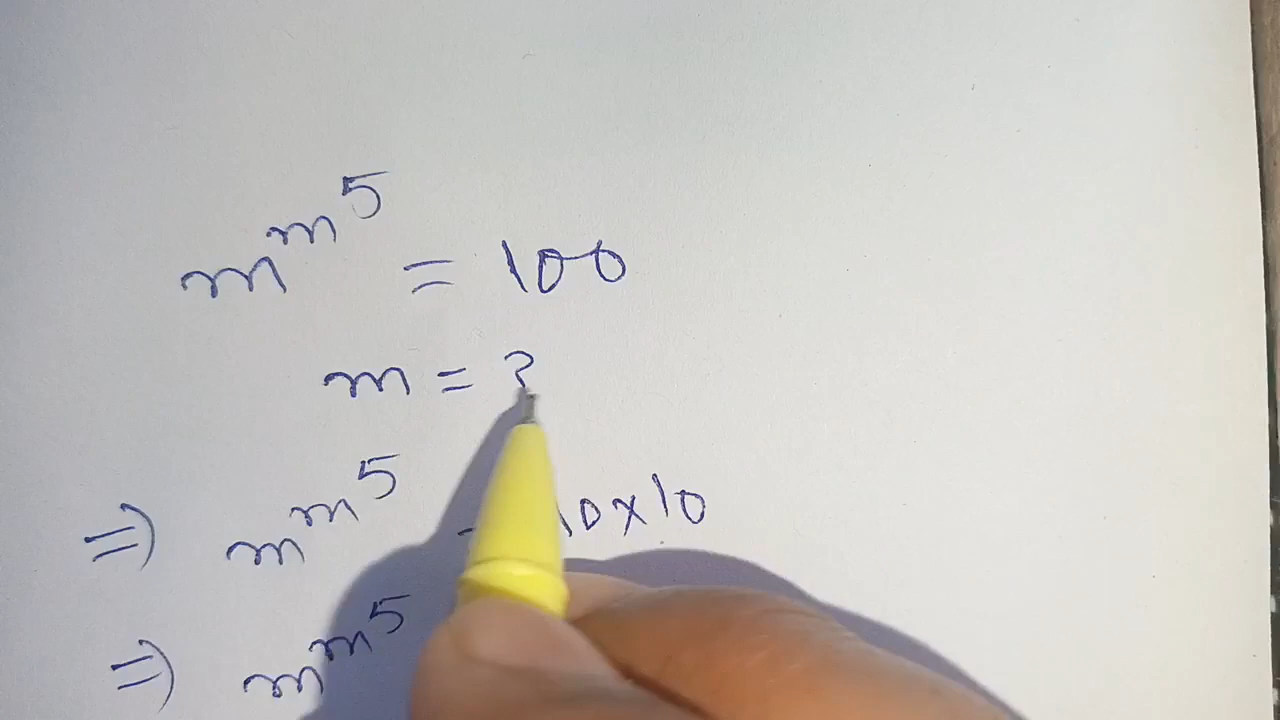 m^m^5 = 100
m = ?
=> m^m^5 = 10×10
=> m^m^5